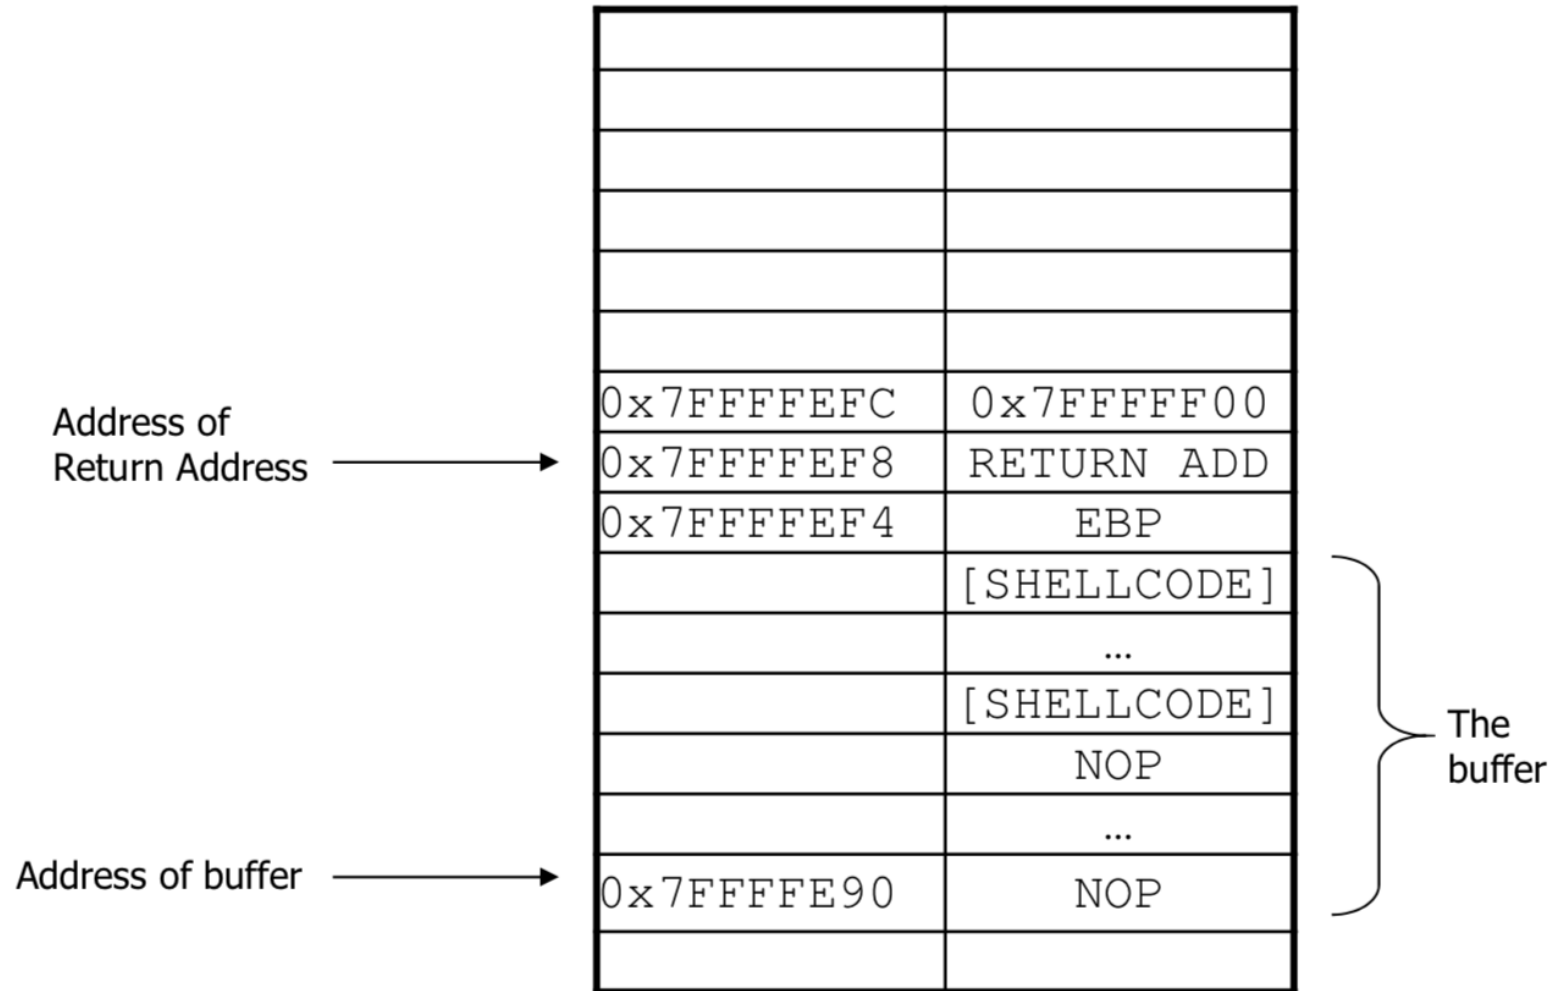 0x7FFFFEFC 0x7FFFFF00
Address of
Return Address
0x7FFFFEF8 RETURN ADD
0x7FFFFEF4 EBP
[SHELLCODE]
…
[SHELLCODE]
The
buffer
NOP
…
Address of buffer
0x7FFFFE90 NOP